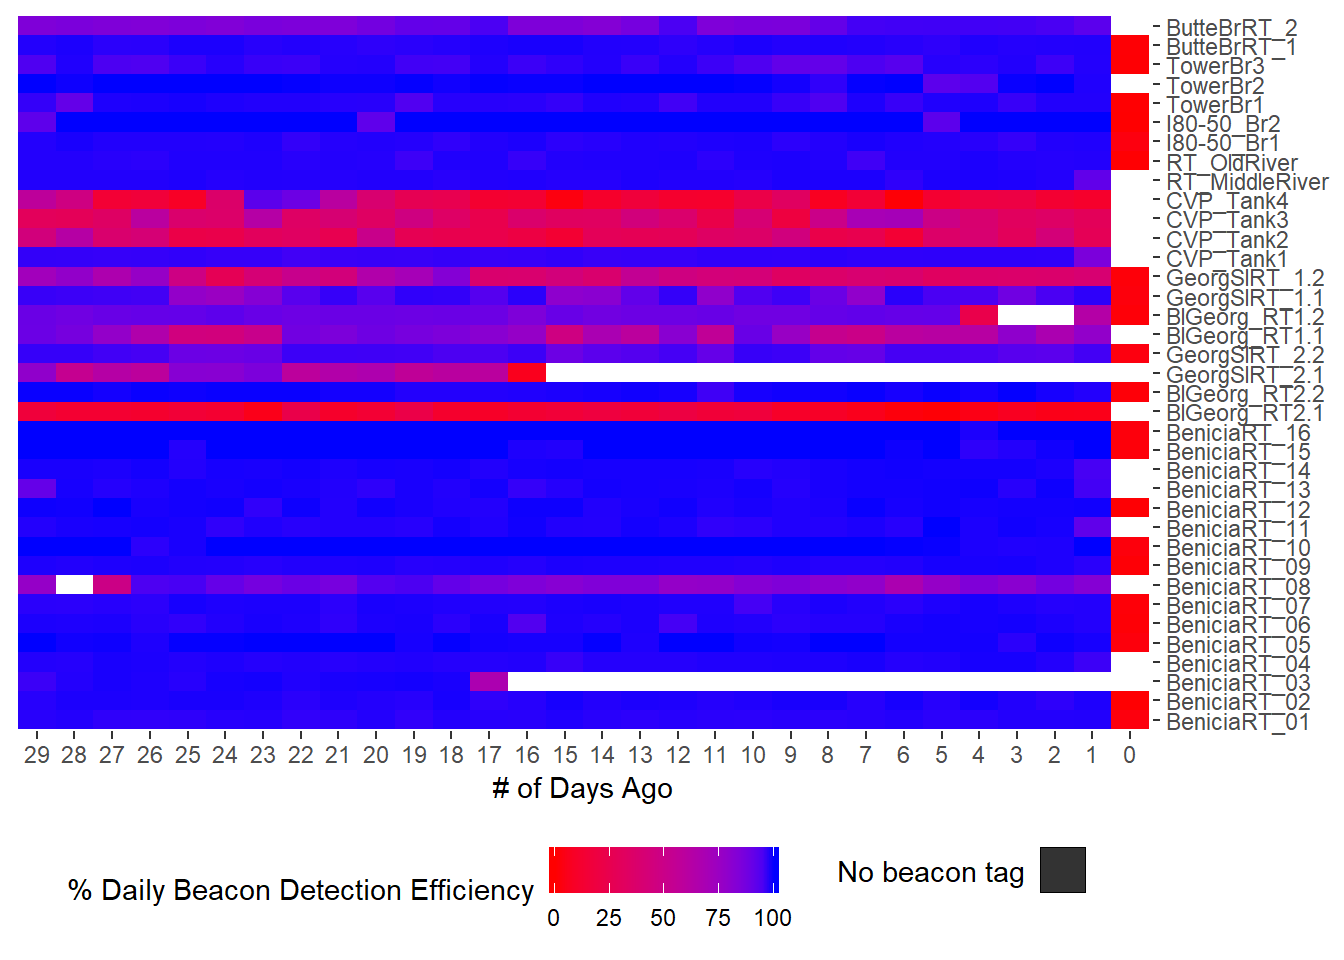 ButteBrRT_2
ButteBrRT_1
TowerBr3
TowerBr2
TowerBr1
I80-50_Br2
I80-50_Br1
RT_OldRiver
RT_MiddleRiver
CVP_Tank4
CVP_Tank3
CVP_Tank2
CVP_Tank1
GeorgSlRT_1.2
GeorgSlRT_1.1
BlGeorg_RT1.2
BlGeorg_RT1.1
GeorgSlRT_2.2
GeorgSlRT_2.1
BlGeorg_RT2.2
BlGeorg_RT2.1
BeniciaRT_16
BeniciaRT_15
BeniciaRT_14
BeniciaRT_13
BeniciaRT_12
BeniciaRT_11
BeniciaRT_10
BeniciaRT_09
BeniciaRT_08
BeniciaRT_07
BeniciaRT_06
BeniciaRT_05
BeniciaRT_04
BeniciaRT_03
BeniciaRT_02
BeniciaRT_01
29 28 27 26 25 24 23 22 21 20 19 18 17 16 15 14 13 12 11 10 9 8 7 6 5 4 3 2 1 0
# of Days Ago
% Daily Beacon Detection Efficiency
0 25 50 75 100
No beacon tag